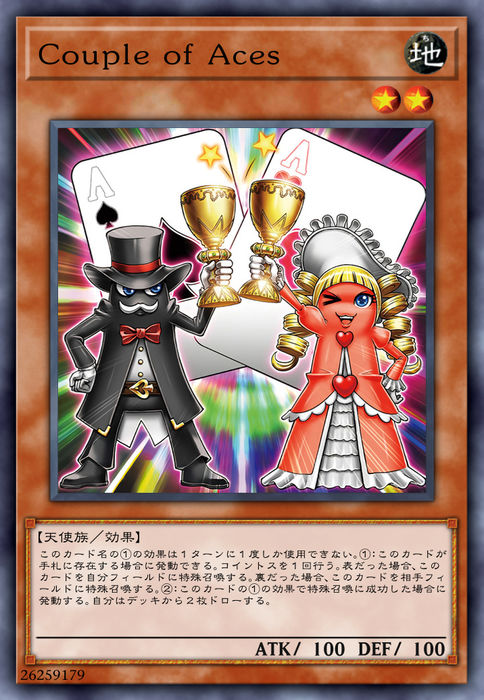 Couple of Aces
地
A
A
【天使族／効果】
このカード名の①の効果は１ターンに１度しか使用できない。①：このカードが
手札に存在する場合に発動できる。コイントスを１回行う。表だった場合、この
カードを自分フィールドに特殊召喚する。裏だった場合、このカードを相手フィ
ールドに特殊召喚する。②：このカードの①の効果で特殊召喚に成功した場合に
発動する。自分はデッキから２枚ドローする。
ATK/ 100 DEF/ 100
26259179